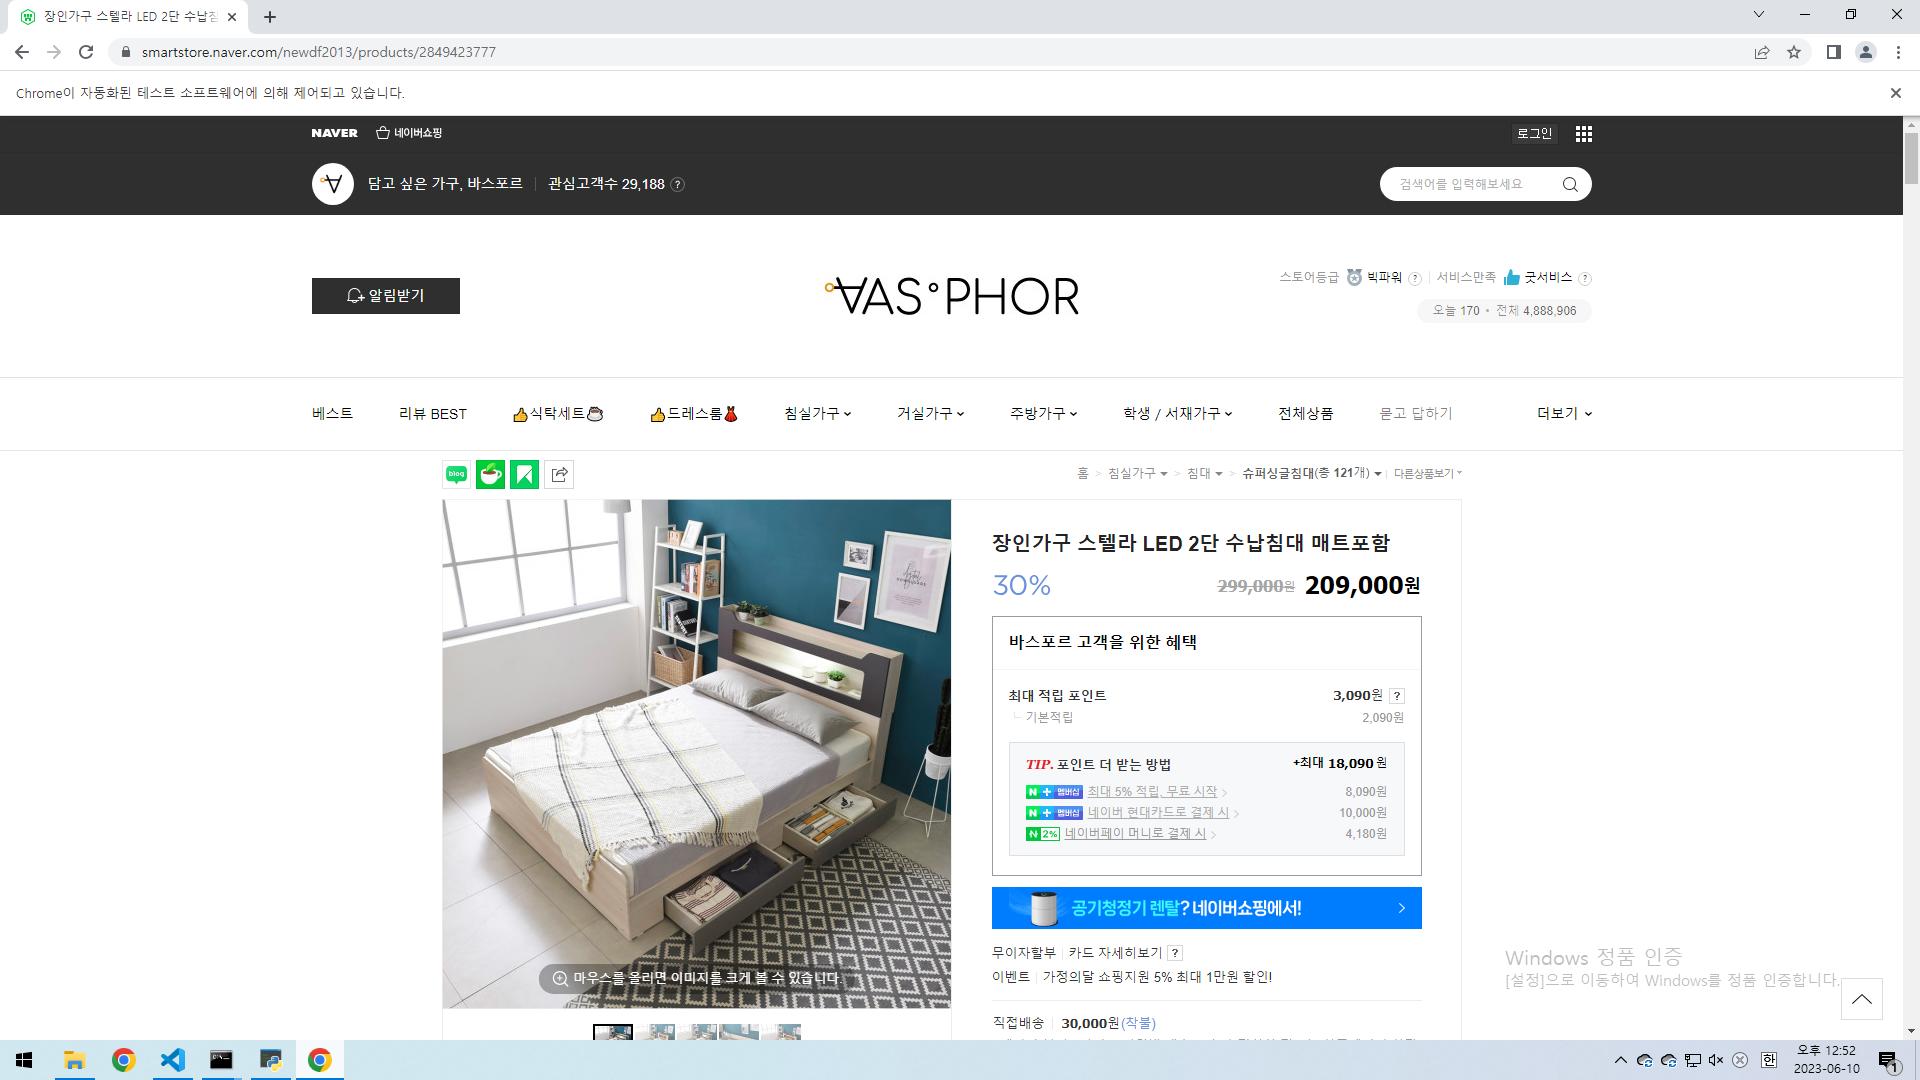 장인가구 스텔라 LED 2단 수납침
smartstore.naver.com/newdf2013/products/2849423777
Chrome이 자동화된 테스트 소프트웨어에 의해 제어되고 있습니다.
NAVER 네이버쇼핑 로그인
담고 싶은 가구, 바스포르 관심고객수 29,188 ? 검색어를 입력해보세요
알림받기
VAS°PHOR
스토어등급 빅파워 ? 서비스만족 굿서비스 ?
오늘 170 • 전체 4,888,906
베스트 리뷰 BEST 👍식탁세트☕ 👍드레스룸💃 침실가구 거실가구 주방가구 학생 / 서재가구 전체상품 묻고 답하기 더보기
blog 홈 > 침실가구 > 침대 > 슈퍼싱글침대(총 121개) 다른상품보기
장인가구 스텔라 LED 2단 수납침대 매트포함
30% 299,000원 209,000원
바스포르 고객을 위한 혜택
최대 적립 포인트 3,090원 ?
기본적립 2,090원
TIP. 포인트 더 받는 방법 +최대 18,090 원
N + 멤버십 최대 5% 적립, 무료 시작 > 8,090원
N + 멤버십 네이버 현대카드로 결제 시 > 10,000원
N 2% 네이버페이 머니로 결제 시 > 4,180원
공기청정기 렌탈? 네이버쇼핑에서! >
무이자할부 카드 자세히보기 ?
이벤트 가정의달 쇼핑지원 5% 최대 1만원 할인!
마우스를 올리면 이미지를 크게 볼 수 있습니다.
직접배송 30,000원(착불)
Windows 정품 인증
[설정]으로 이동하여 Windows를 정품 인증합니다.
한 오후 12:52
2023-06-10
1